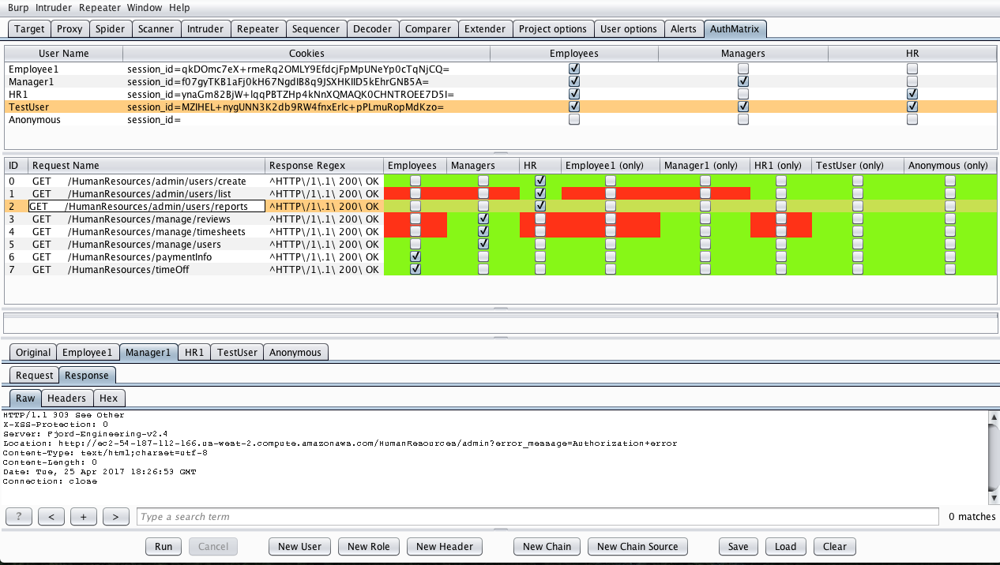 Burp Intruder Repeater Window Help
Target Proxy Spider Scanner Intruder Repeater Sequencer Decoder Comparer Extender Project options User options Alerts AuthMatrix
User Name Cookies Employees Managers HR
Employee1 session_id=qkDOmc7eX+rmeRq2OMLY9EfdcjFpMpUNeYp0cTqNjCQ=
Manager1 session_id=f07gyTKB1aFj0kH67NgdIB8q9JSXHKIID5kEhrGNB5A=
HR1 session_id=ynaGm82BjW+lqqPBTZHp4kNnXQMAQK0CHNTROEE7D5I=
TestUser session_id=MZIHEL+nygUNN3K2db9RW4fnxErlc+pPLmuRopMdKzo=
Anonymous session_id=
ID Request Name Response Regex Employees Managers HR Employee1 (only) Manager1 (only) HR1 (only) TestUser (only) Anonymous (only)
0 GET /HumanResources/admin/users/create ^HTTP\/1\.1\ 200\ OK
1 GET /HumanResources/admin/users/list ^HTTP\/1\.1\ 200\ OK
2 GET /HumanResources/admin/users/reports ^HTTP\/1\.1\ 200\ OK
3 GET /HumanResources/manage/reviews ^HTTP\/1\.1\ 200\ OK
4 GET /HumanResources/manage/timesheets ^HTTP\/1\.1\ 200\ OK
5 GET /HumanResources/manage/users ^HTTP\/1\.1\ 200\ OK
6 GET /HumanResources/paymentInfo ^HTTP\/1\.1\ 200\ OK
7 GET /HumanResources/timeOff ^HTTP\/1\.1\ 200\ OK
Original Employee1 Manager1 HR1 TestUser Anonymous
Request Response
Raw Headers Hex
HTTP/1.1 303 See Other
X-XSS-Protection: 0
Server: Fjord-Engineering-v2.4
Location: http://ec2-54-187-112-166.us-west-2.compute.amazonaws.com/HumanResources/admin?error_message=Authorization+error
Content-Type: text/html;charset=utf-8
Content-Length: 0
Date: Tue, 25 Apr 2017 18:26:53 GMT
Connection: close
? < + > Type a search term 0 matches
Run Cancel New User New Role New Header New Chain New Chain Source Save Load Clear